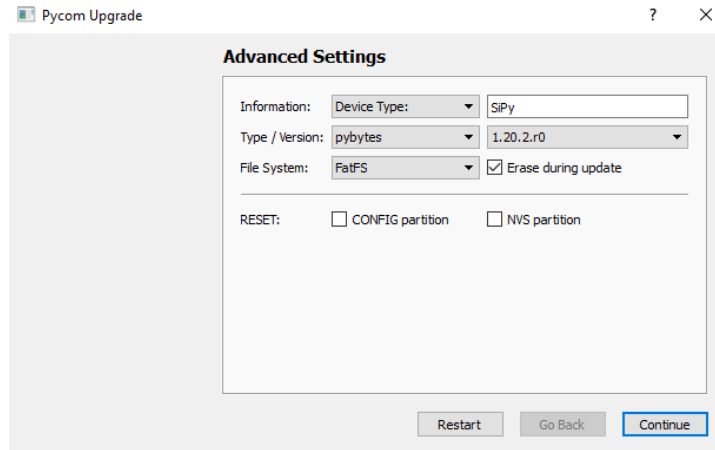 Pycom Upgrade ?
Advanced Settings
Information: Device Type: SiPy
Type / Version: pybytes 1.20.2.r0
File System: FatFS Erase during update
RESET: CONFIG partition NVS partition
Restart Go Back Continue